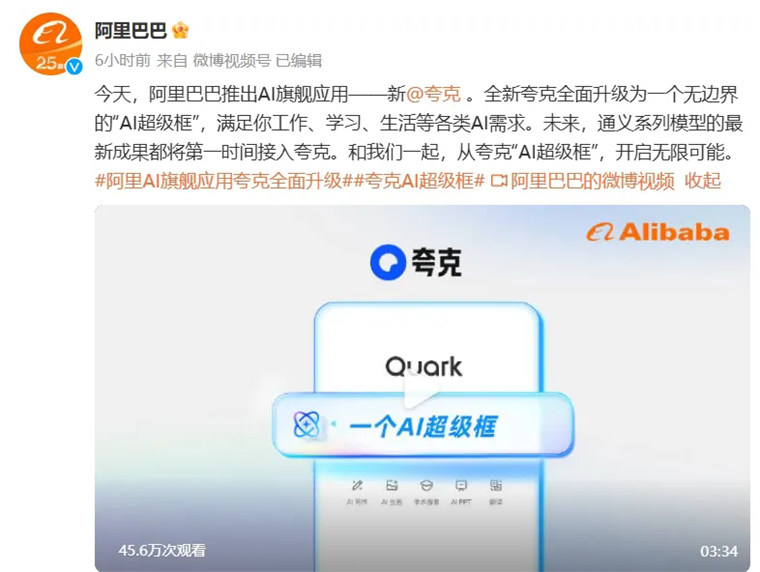 阿里巴巴
25周年
6小时前 来自 微博视频号 已编辑
今天，阿里巴巴推出AI旗舰应用——新@夸克 。全新夸克全面升级为一个无边界
的“AI超级框”，满足你工作、学习、生活等各类AI需求。未来，通义系列模型的最
新成果都将第一时间接入夸克。和我们一起，从夸克“AI超级框”，开启无限可能。
#阿里AI旗舰应用夸克全面升级##夸克AI超级框# 阿里巴巴的微博视频 收起
Alibaba
夸克
Quark
一个AI超级框
AI 写作 AI 生图 学术搜索 AI PPT 翻译
45.6万次观看
03:34